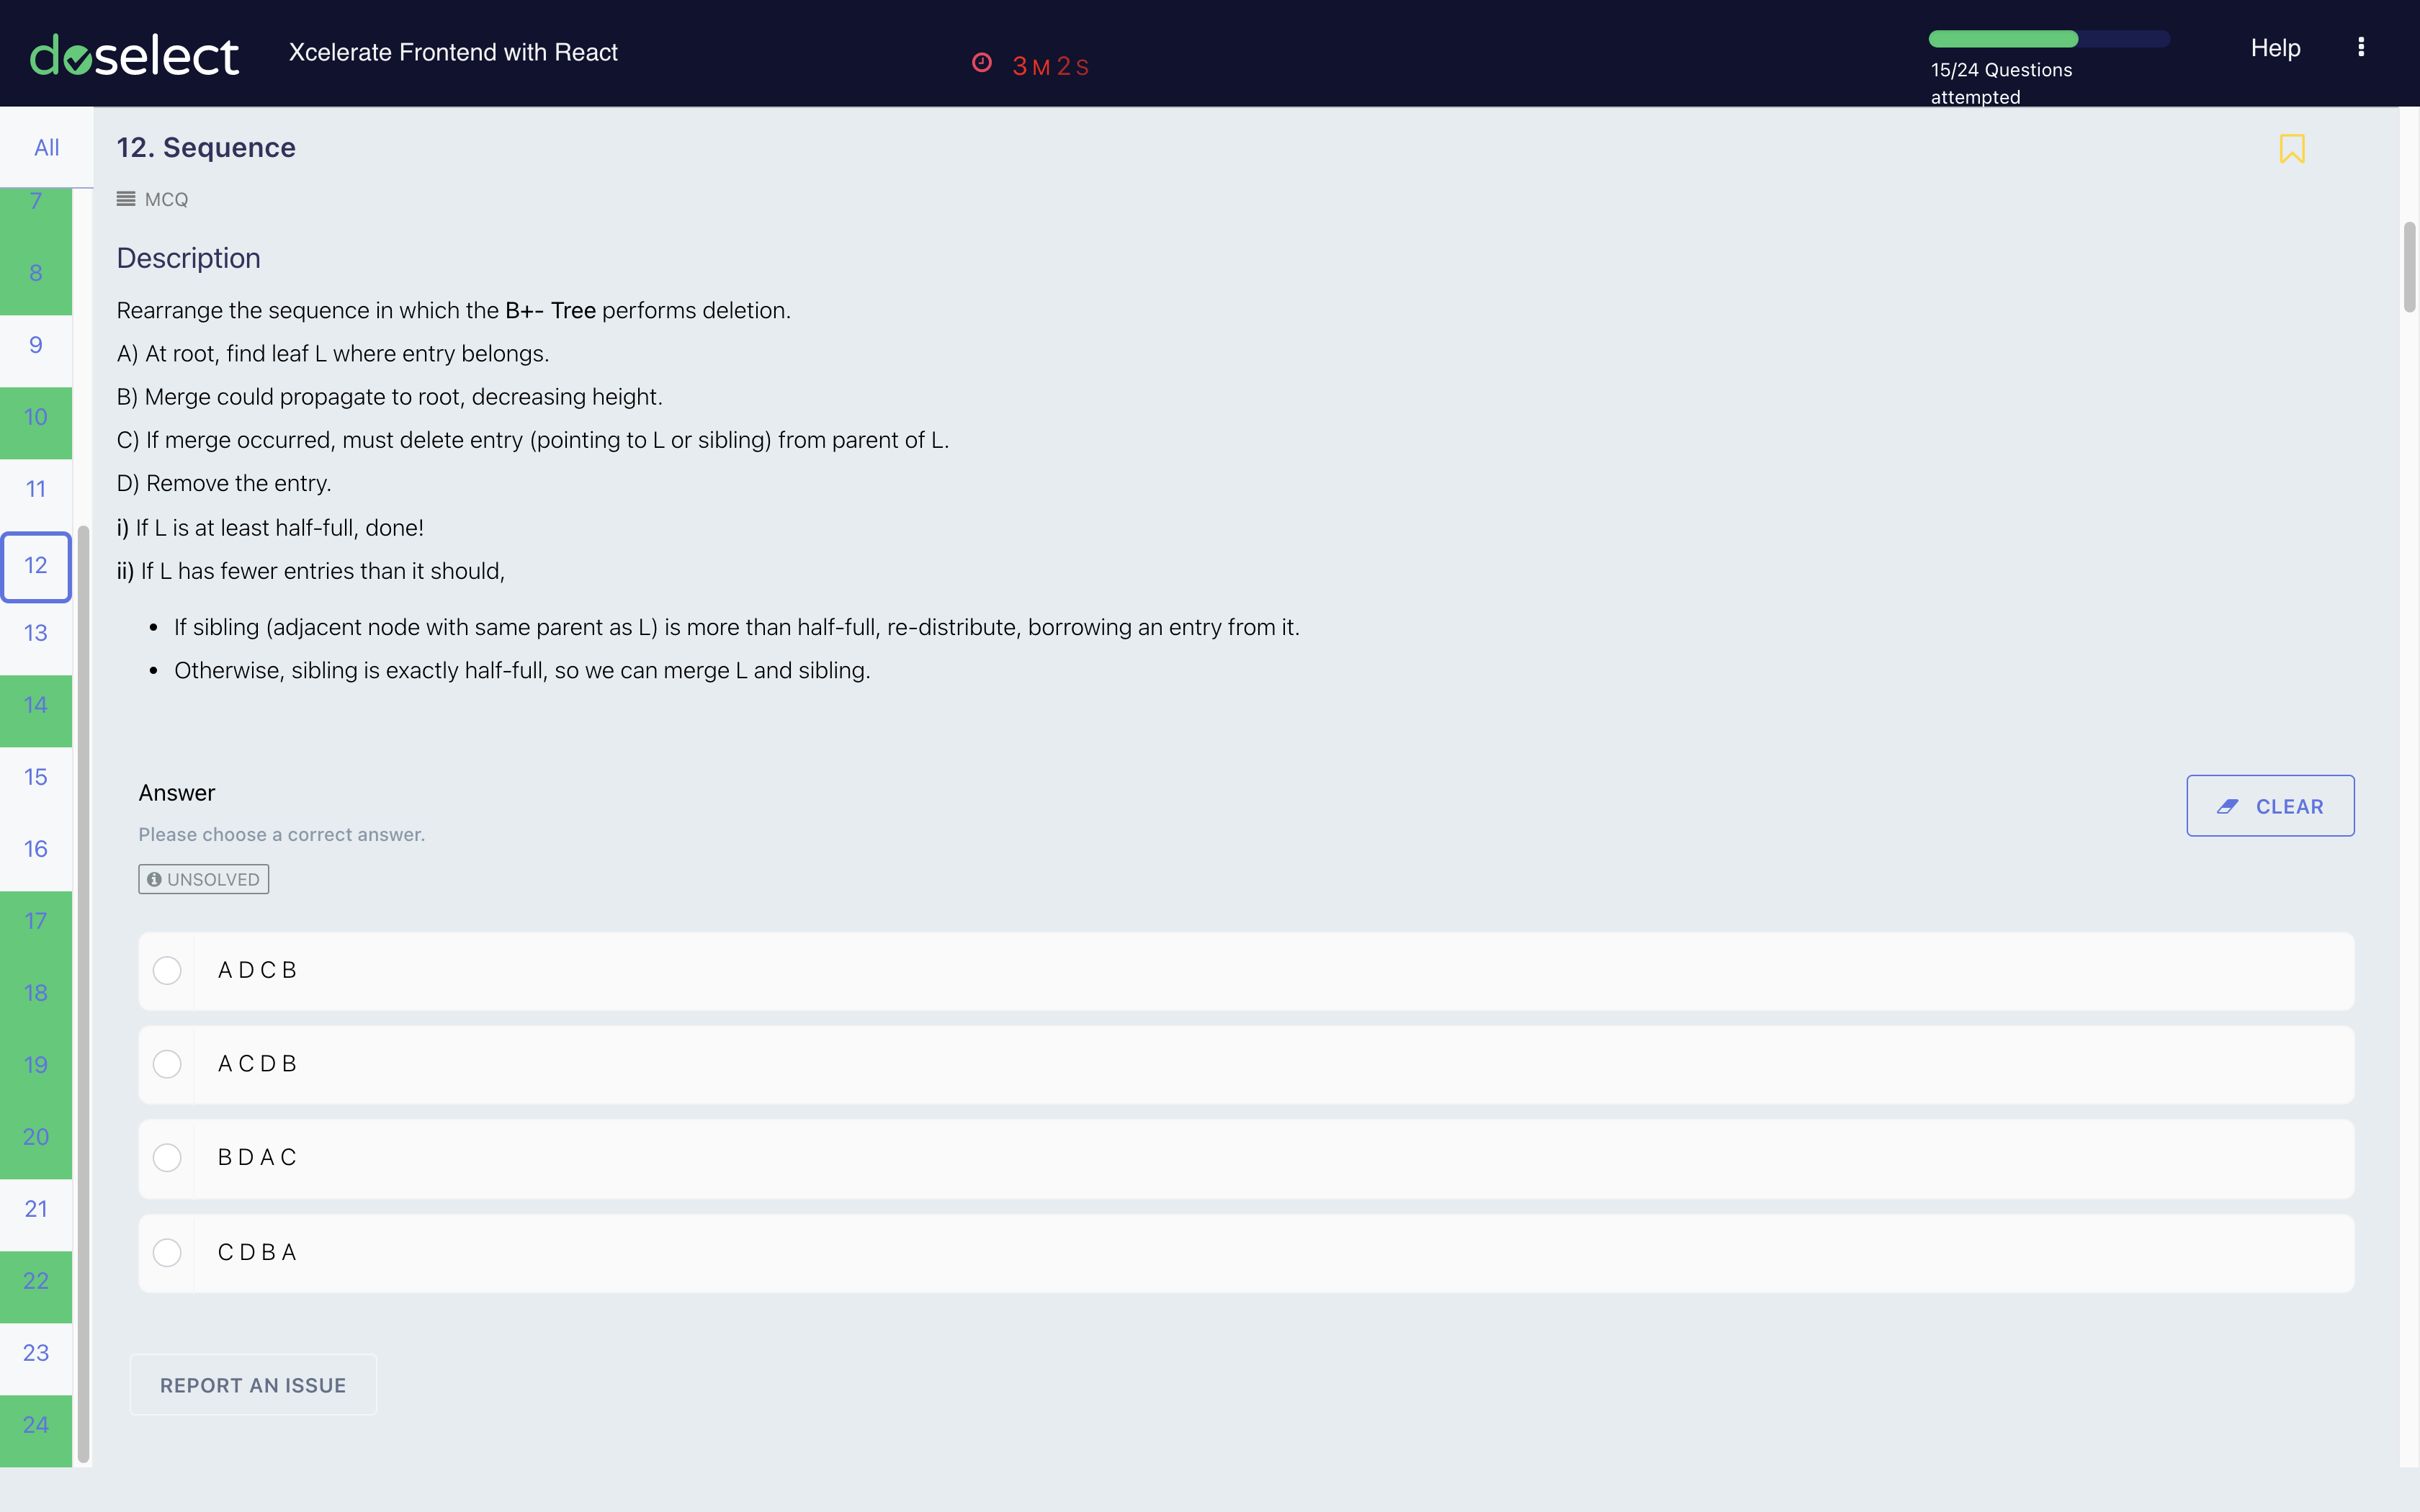 doselect
Xcelerate Frontend with React
3 M 2 S
15/24 Questions
attempted
Help
All
7
8
9
10
11
12
13
14
15
16
17
18
19
20
21
22
23
24
12. Sequence
MCQ
Description
Rearrange the sequence in which the B+- Tree performs deletion.
A) At root, find leaf L where entry belongs.
B) Merge could propagate to root, decreasing height.
C) If merge occurred, must delete entry (pointing to L or sibling) from parent of L.
D) Remove the entry.
i) If L is at least half-full, done!
ii) If L has fewer entries than it should,
• If sibling (adjacent node with same parent as L) is more than half-full, re-distribute, borrowing an entry from it.
• Otherwise, sibling is exactly half-full, so we can merge L and sibling.
Answer
Please choose a correct answer.
UNSOLVED
CLEAR
A D C B
A C D B
B D A C
C D B A
REPORT AN ISSUE